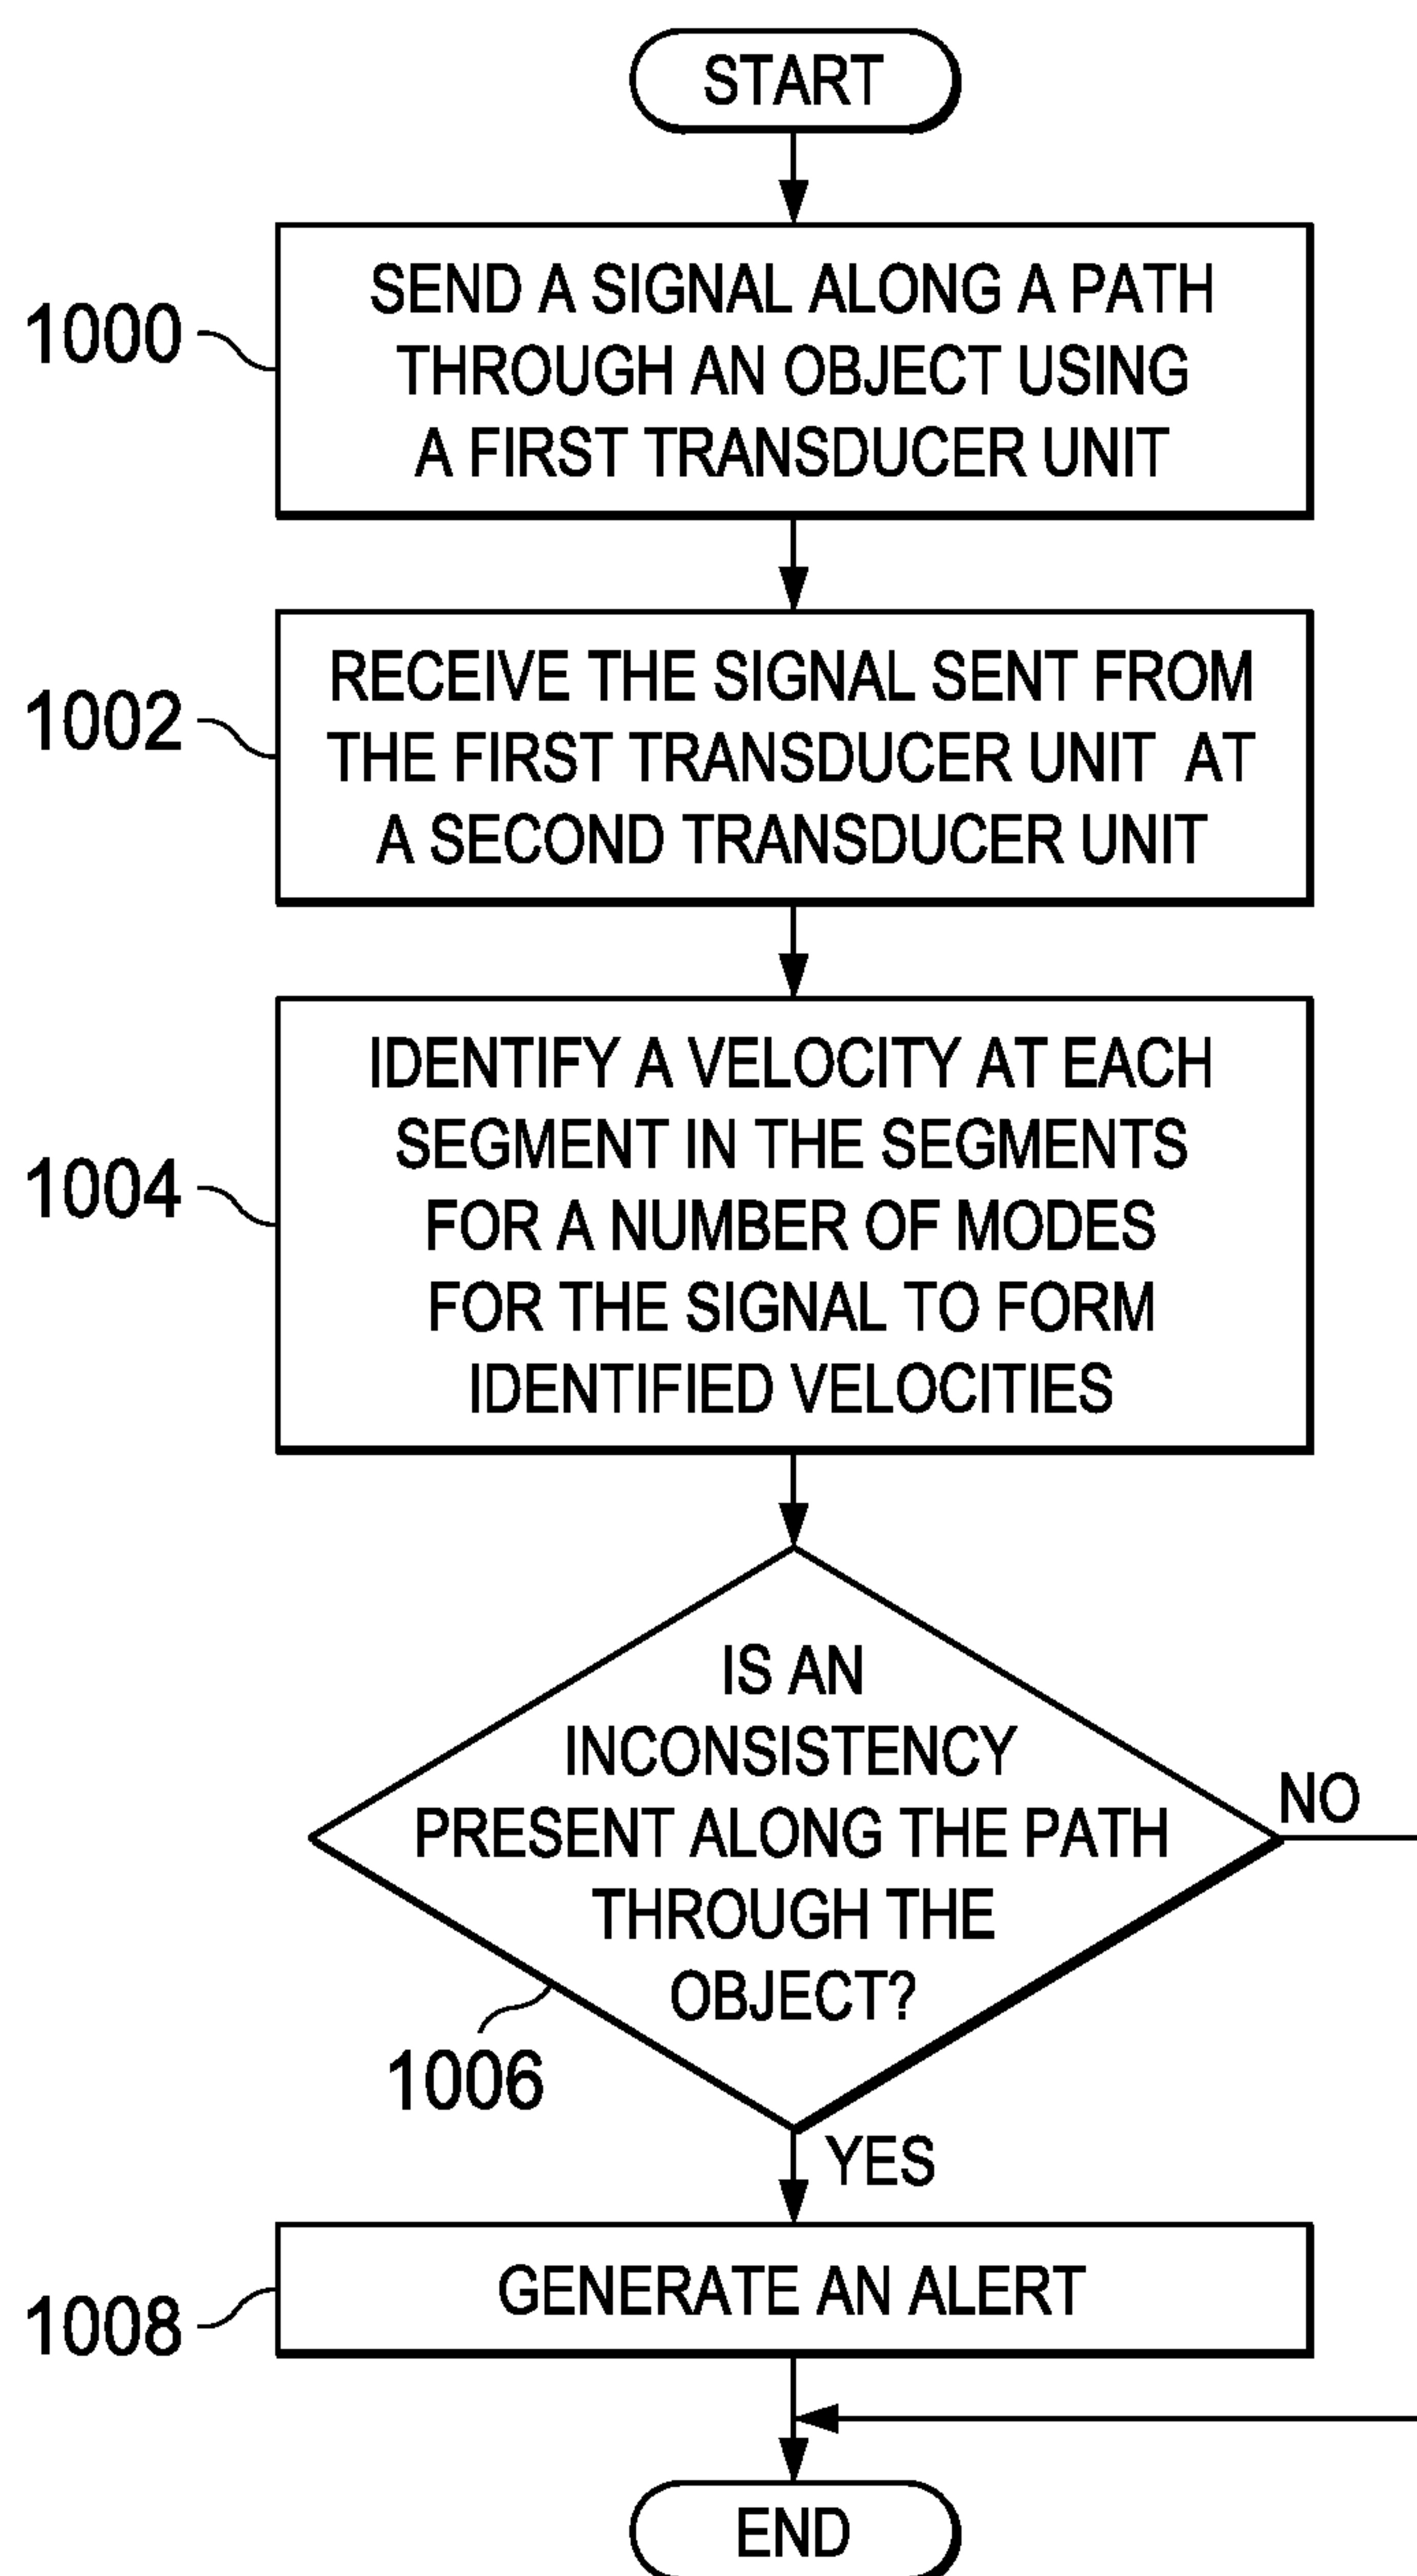 START
1000
SEND A SIGNAL ALONG A PATH
THROUGH AN OBJECT USING
A FIRST TRANSDUCER UNIT
1002
RECEIVE THE SIGNAL SENT FROM
THE FIRST TRANSDUCER UNIT AT
A SECOND TRANSDUCER UNIT
1004
IDENTIFY A VELOCITY AT EACH
SEGMENT IN THE SEGMENTS
FOR A NUMBER OF MODES
FOR THE SIGNAL TO FORM
IDENTIFIED VELOCITIES
IS AN
INCONSISTENCY
PRESENT ALONG THE PATH
THROUGH THE
OBJECT?
NO
1006
YES
1008
GENERATE AN ALERT
END